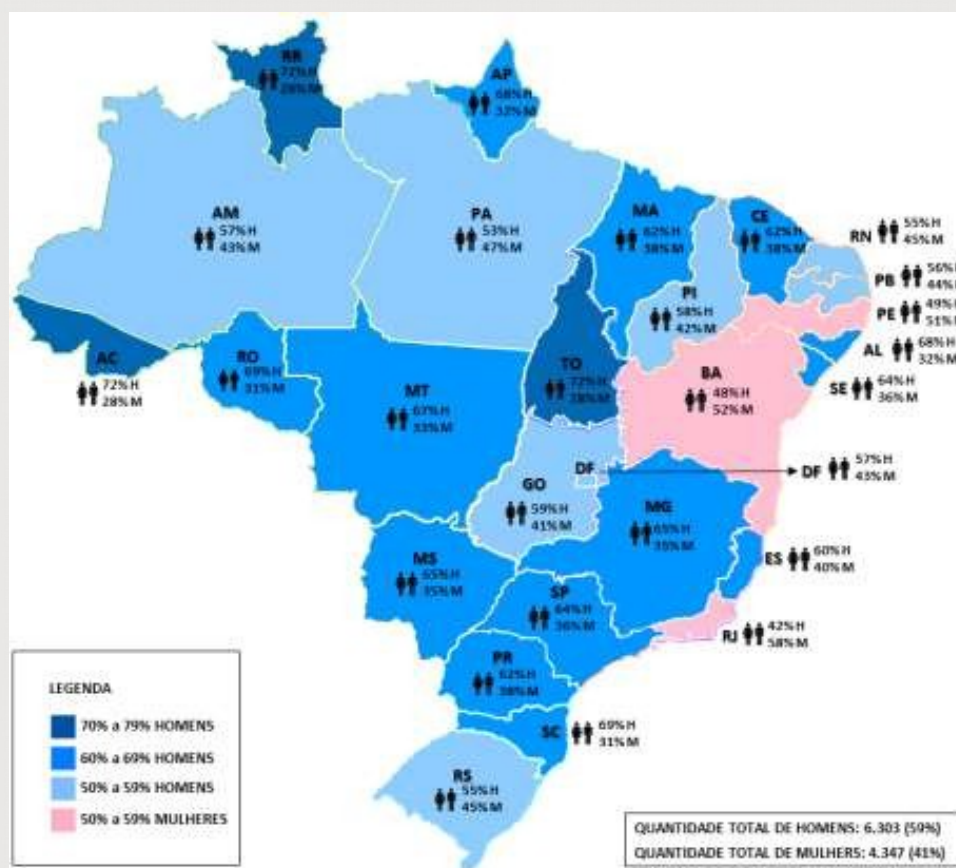 RR
72% H
28% M
AP
68% H
32% M
AM
57% H
43% M
PA
53% H
47% M
MA
62% H
38% M
CE
62% H
38% M
RN
55% H
45% M
PB
56% H
44% M
PI
58% H
42% M
PE
49% H
51% M
AL
68% H
32% M
SE
64% H
36% M
AC
72% H
28% M
RO
69% H
31% M
MT
67% H
33% M
TO
72% H
28% M
BA
48% H
52% M
DF
DF
57% H
43% M
GO
59% H
41% M
MG
65% H
35% M
ES
60% H
40% M
MS
65% H
35% M
SP
64% H
36% M
RJ
42% H
58% M
PR
62% H
38% M
SC
69% H
31% M
RS
55% H
45% M
LEGENDA
70% a 79% HOMENS
60% a 69% HOMENS
50% a 59% HOMENS
50% a 59% MULHERES
QUANTIDADE TOTAL DE HOMENS: 6.303 (59%)
QUANTIDADE TOTAL DE MULHERS: 4.347 (41%)